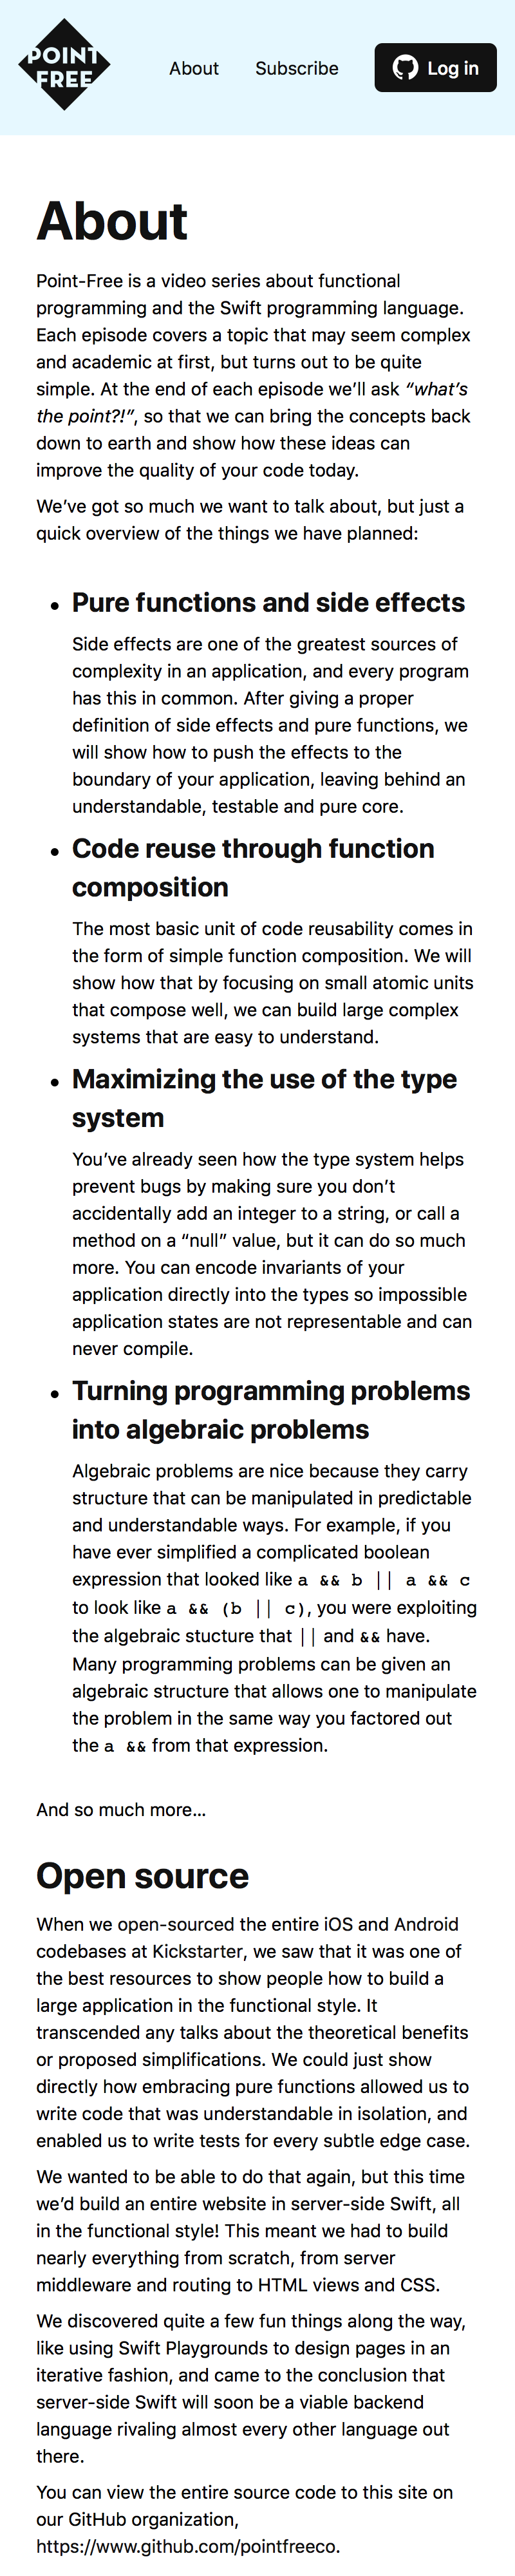 POINT
FREE
About
Subscribe
Log in
About
Point-Free is a video series about functional
programming and the Swift programming language.
Each episode covers a topic that may seem complex
and academic at first, but turns out to be quite
simple. At the end of each episode we’ll ask “what’s
the point?!”, so that we can bring the concepts back
down to earth and show how these ideas can
improve the quality of your code today.
We’ve got so much we want to talk about, but just a
quick overview of the things we have planned:
• Pure functions and side effects
Side effects are one of the greatest sources of
complexity in an application, and every program
has this in common. After giving a proper
definition of side effects and pure functions, we
will show how to push the effects to the
boundary of your application, leaving behind an
understandable, testable and pure core.
• Code reuse through function
composition
The most basic unit of code reusability comes in
the form of simple function composition. We will
show how that by focusing on small atomic units
that compose well, we can build large complex
systems that are easy to understand.
• Maximizing the use of the type
system
You’ve already seen how the type system helps
prevent bugs by making sure you don’t
accidentally add an integer to a string, or call a
method on a “null” value, but it can do so much
more. You can encode invariants of your
application directly into the types so impossible
application states are not representable and can
never compile.
• Turning programming problems
into algebraic problems
Algebraic problems are nice because they carry
structure that can be manipulated in predictable
and understandable ways. For example, if you
have ever simplified a complicated boolean
expression that looked like a && b || a && c
to look like a && (b || c), you were exploiting
the algebraic stucture that || and && have.
Many programming problems can be given an
algebraic structure that allows one to manipulate
the problem in the same way you factored out
the a && from that expression.
And so much more…
Open source
When we open-sourced the entire iOS and Android
codebases at Kickstarter, we saw that it was one of
the best resources to show people how to build a
large application in the functional style. It
transcended any talks about the theoretical benefits
or proposed simplifications. We could just show
directly how embracing pure functions allowed us to
write code that was understandable in isolation, and
enabled us to write tests for every subtle edge case.
We wanted to be able to do that again, but this time
we’d build an entire website in server-side Swift, all
in the functional style! This meant we had to build
nearly everything from scratch, from server
middleware and routing to HTML views and CSS.
We discovered quite a few fun things along the way,
like using Swift Playgrounds to design pages in an
iterative fashion, and came to the conclusion that
server-side Swift will soon be a viable backend
language rivaling almost every other language out
there.
You can view the entire source code to this site on
our GitHub organization,
https://www.github.com/pointfreeco.